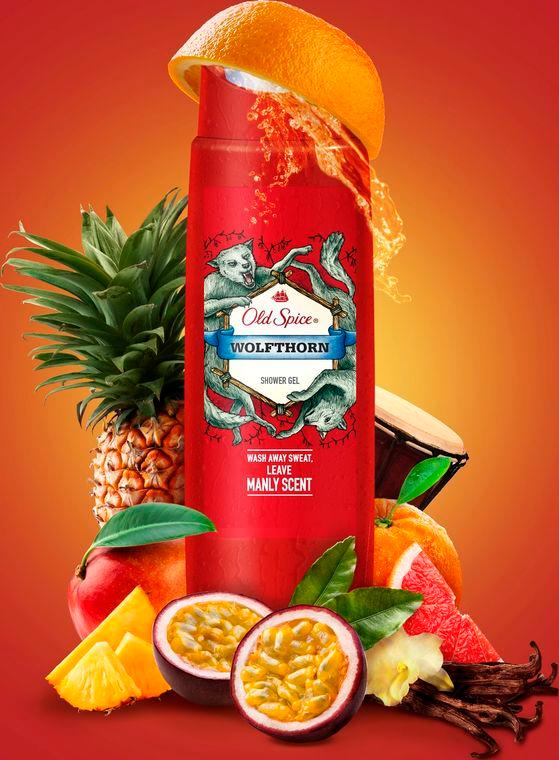 Old Spice®
WOLFTHORN
SHOWER GEL
WASH AWAY SWEAT,
LEAVE
MANLY SCENT